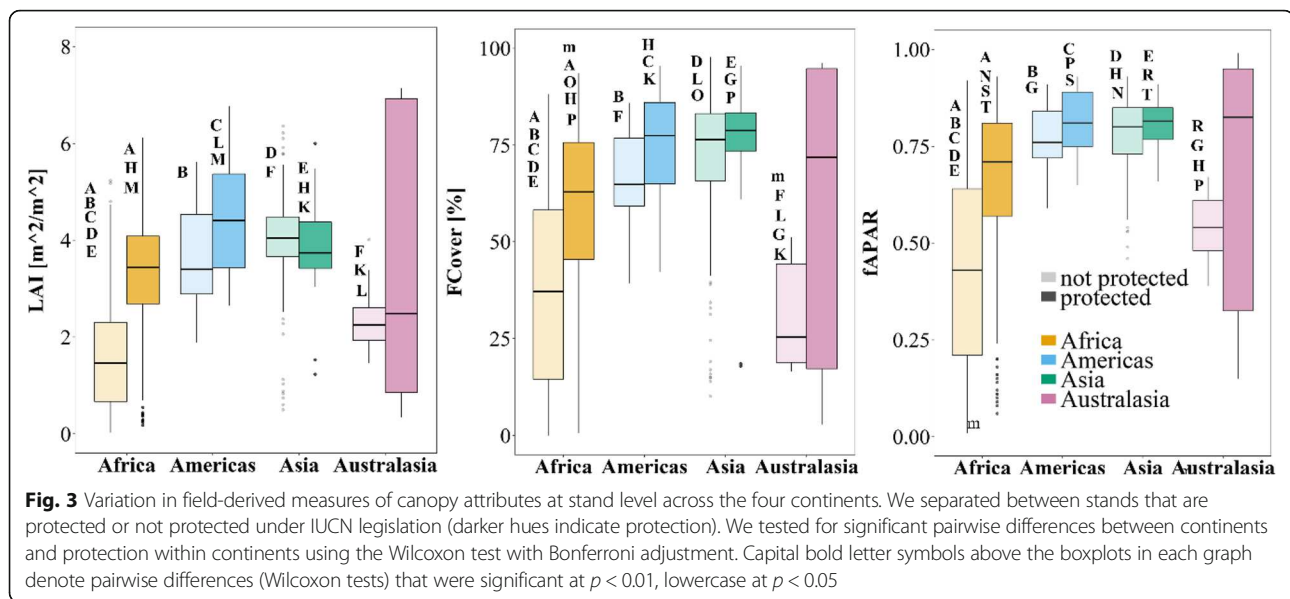 8
6
4
2
0
LAI [m^2/m^2]
A
B
C
D
E
A
H
M
B
C
L
M
D
F
E
H
K
F
K
L
Africa Americas Asia Australasia
100
75
50
25
0
FCover [%]
A
B
C
D
E
m
A
O
H
P
B
F
H
C
K
D
L
O
E
G
P
m
F
L
G
K
Africa Americas Asia Australasia
1.00
0.75
0.50
0.25
0.00
fAPAR
A
B
C
D
E
m
A
N
S
T
B
G
C
P
S
D
H
N
E
R
T
R
G
H
P
not protected
protected
Africa
Americas
Asia
Australasia
Africa Americas Asia Australasia
Fig. 3 Variation in field-derived measures of canopy attributes at stand level across the four continents. We separated between stands that are
protected or not protected under IUCN legislation (darker hues indicate protection). We tested for significant pairwise differences between continents
and protection within continents using the Wilcoxon test with Bonferroni adjustment. Capital bold letter symbols above the boxplots in each graph
denote pairwise differences (Wilcoxon tests) that were significant at p < 0.01, lowercase at p < 0.05